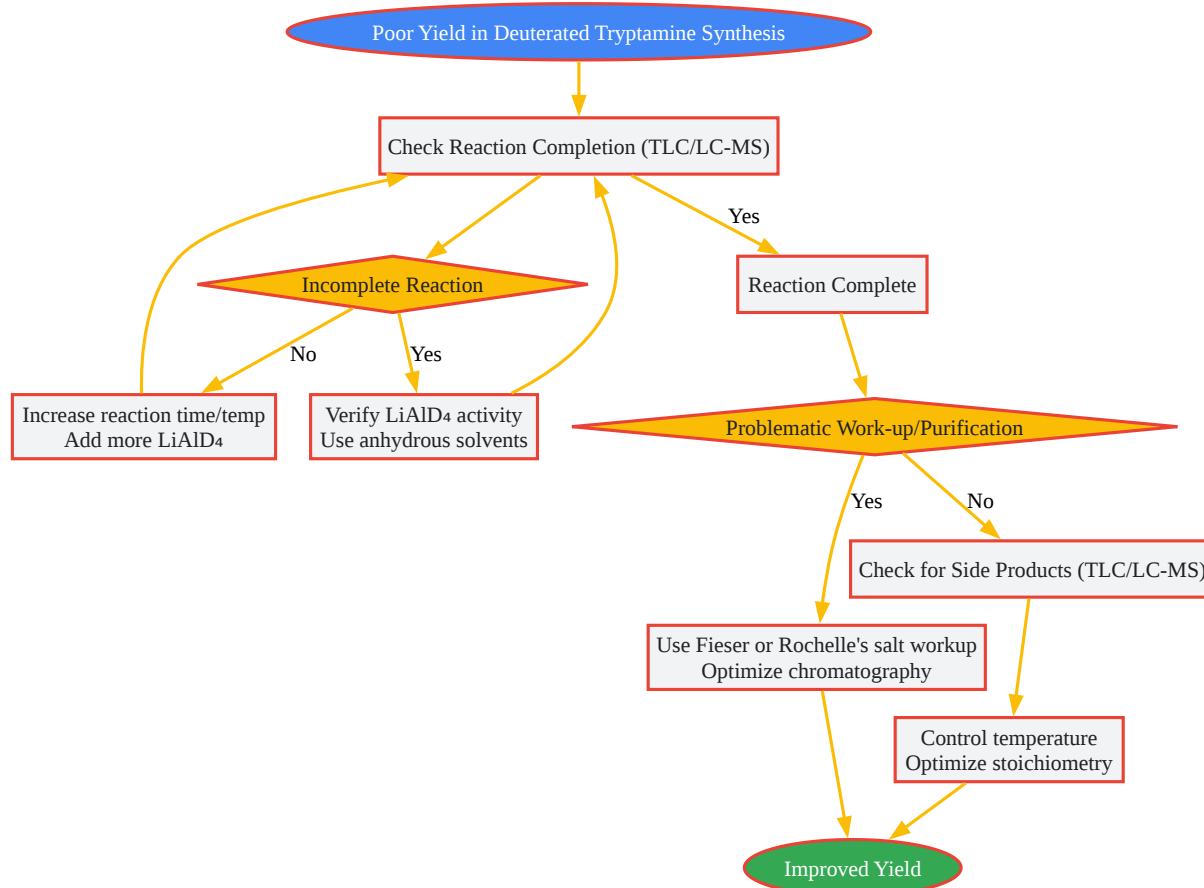 Poor Yield in Deuterated Tryptamine Synthesis
Check Reaction Completion (TLC/LC-MS)
Yes
Incomplete Reaction
Reaction Complete
No
Yes
Increase reaction time/temp
Add more LiAlD₄
Verify LiAlD₄ activity
Use anhydrous solvents
Problematic Work-up/Purification
Yes
No
Check for Side Products (TLC/LC-MS)
Use Fieser or Rochelle's salt workup
Optimize chromatography
Control temperature
Optimize stoichiometry
Improved Yield